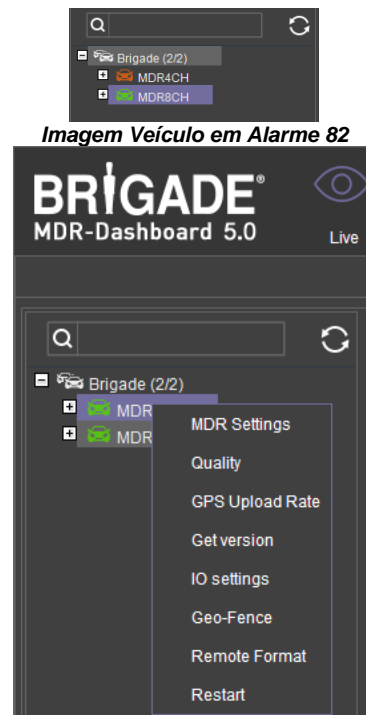 Brigade (2/2)
MDR4CH
MDR8CH
Imagem Veículo em Alarme 82
BRIGADE®
MDR-Dashboard 5.0
Live
Brigade (2/2)
MDR
MDR
MDR Settings
Quality
GPS Upload Rate
Get version
IO settings
Geo-Fence
Remote Format
Restart